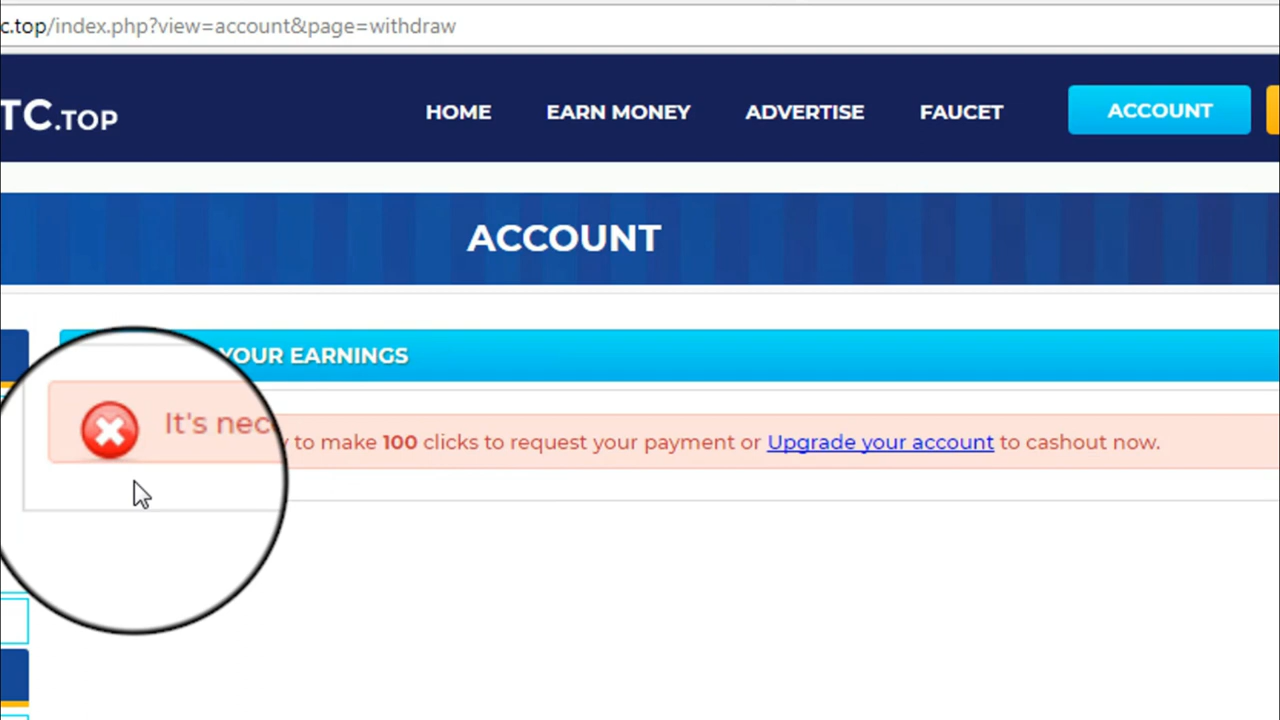 c.top/index.php?view=account&page=withdraw
TC.TOP
HOME
EARN MONEY
ADVERTISE
FAUCET
ACCOUNT
ACCOUNT
YOUR EARNINGS
It's nec y to make 100 clicks to request your payment or Upgrade your account to cashout now.